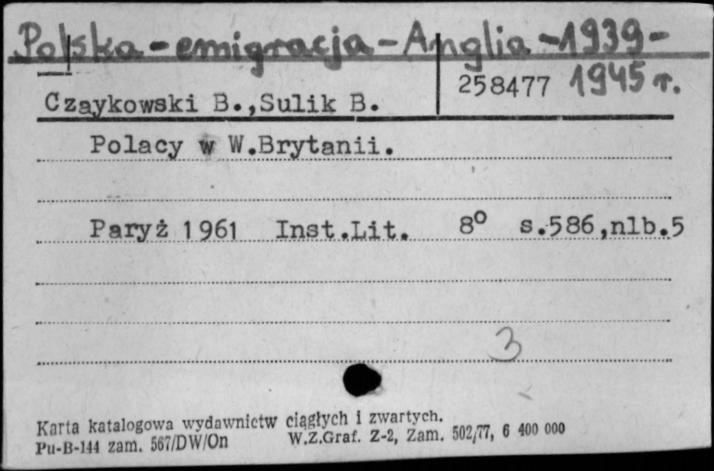 Polska - emigracja - Anglia - 1939-
1945 r.
258477
Czaykowski B.,Sulik B.
Polacy w W.Brytanii.
Paryż 1961 Inst.Lit. 8° s.586,nlb.5
3
Karta katalogowa wydawnictw ciągłych i zwartych.
Pu-B-144 zam. 567/DW/On W.Z.Graf. Z-2, Zam. 502/77, 6 400 000